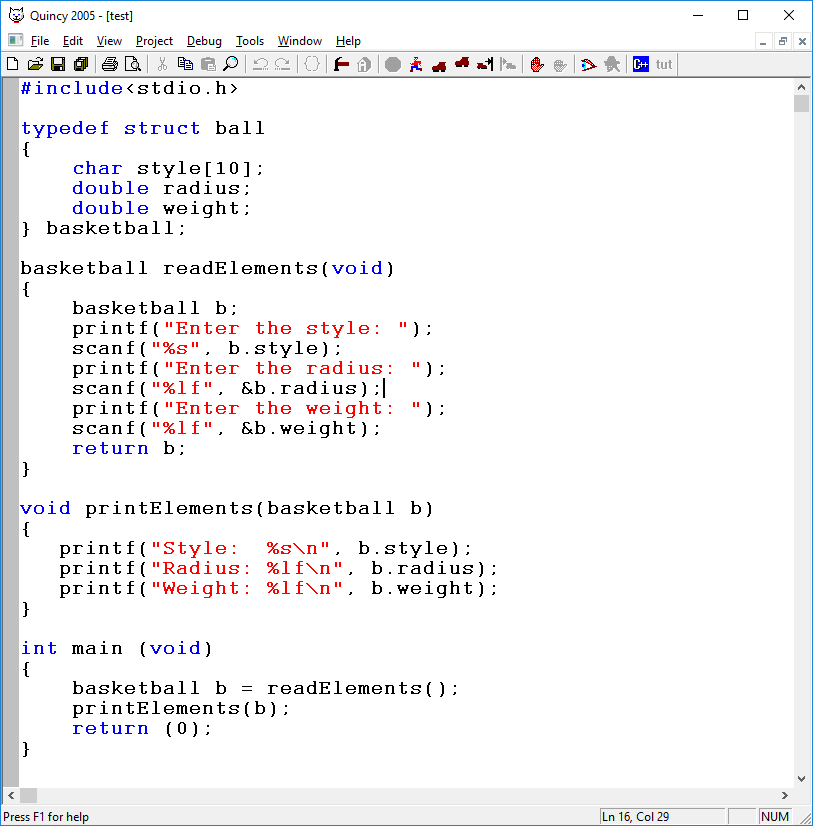 Quincy 2005 - [test]
File Edit View Project Debug Tools Window Help
C++ tut
#include<stdio.h>
typedef struct ball
{
    char style[10];
    double radius;
    double weight;
} basketball;
basketball readElements(void)
{
    basketball b;
    printf("Enter the style: ");
    scanf("%s", b.style);
    printf("Enter the radius: ");
    scanf("%lf", &b.radius);
    printf("Enter the weight: ");
    scanf("%lf", &b.weight);
    return b;
}
void printElements(basketball b)
{
   printf("Style:  %s\n", b.style);
   printf("Radius: %lf\n", b.radius);
   printf("Weight: %lf\n", b.weight);
}
int main (void)
{
    basketball b = readElements();
    printElements(b);
    return (0);
}
Press F1 for help Ln 16, Col 29 NUM